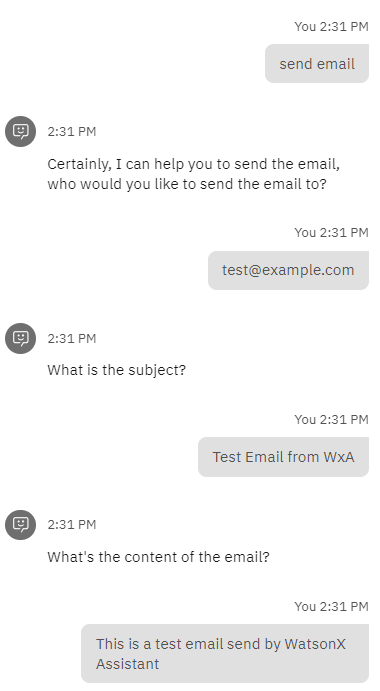 You 2:31 PM
send email
2:31 PM
Certainly, I can help you to send the email,
who would you like to send the email to?
You 2:31 PM
test@example.com
2:31 PM
What is the subject?
You 2:31 PM
Test Email from WxA
2:31 PM
What's the content of the email?
You 2:31 PM
This is a test email send by WatsonX
Assistant